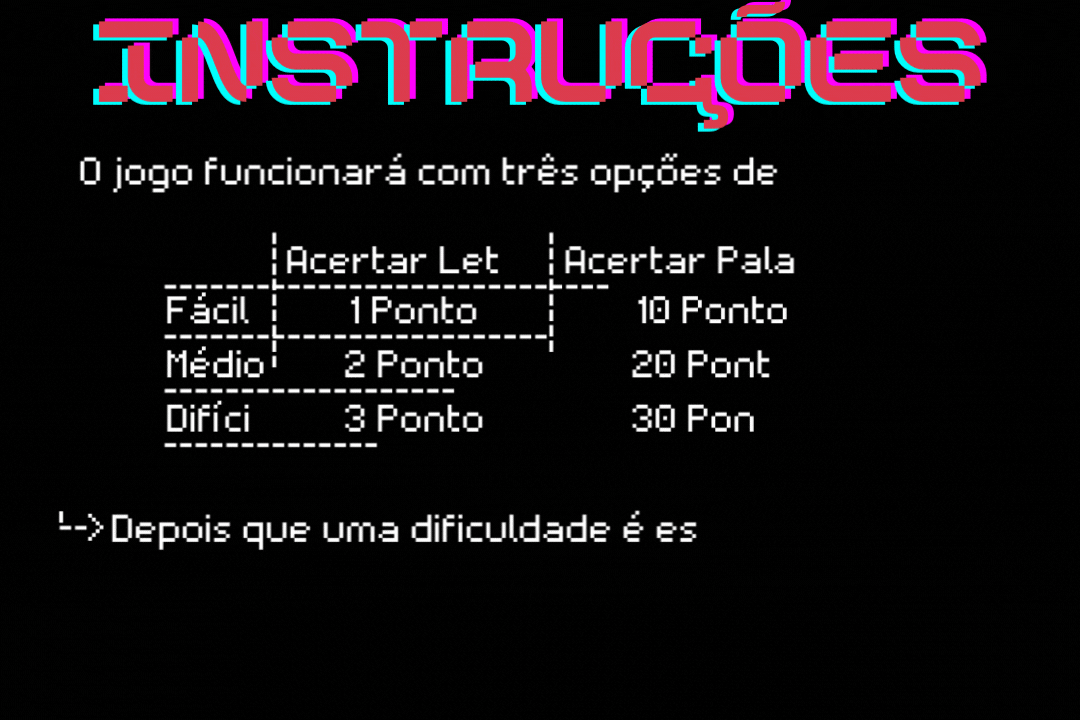 INSTRUÇÕES
O jogo funcionará com três opções de
Acertar Let Acertar Pala
Fácil 1 Ponto 10 Ponto
Médio 2 Ponto 20 Pont
Difíci 3 Ponto 30 Pon
Depois que uma dificuldade é es